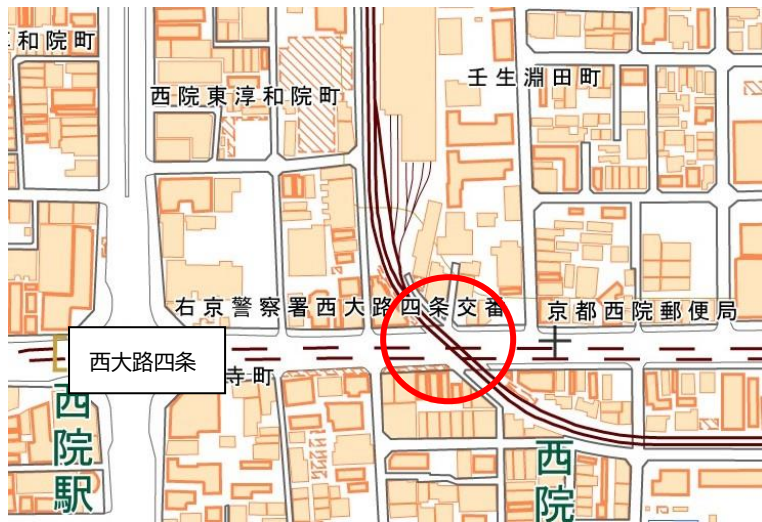 和院町
西院東淳和院町
壬生淵田町
右京警察署西大路四条交番
京都西院郵便局
西大路四条
寺町
西院駅
西院